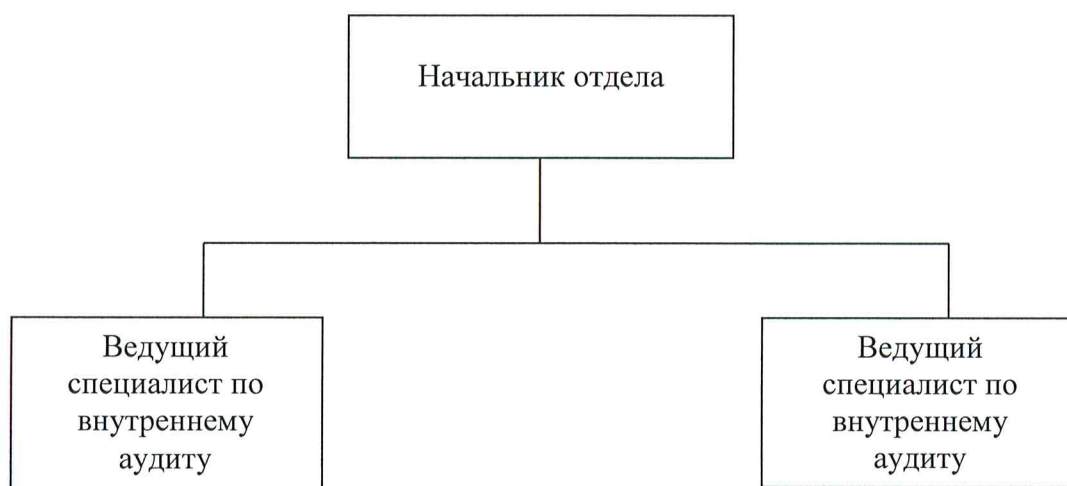 Начальник отдела
Ведущий
специалист по
внутреннему
аудиту
Ведущий
специалист по
внутреннему
аудиту